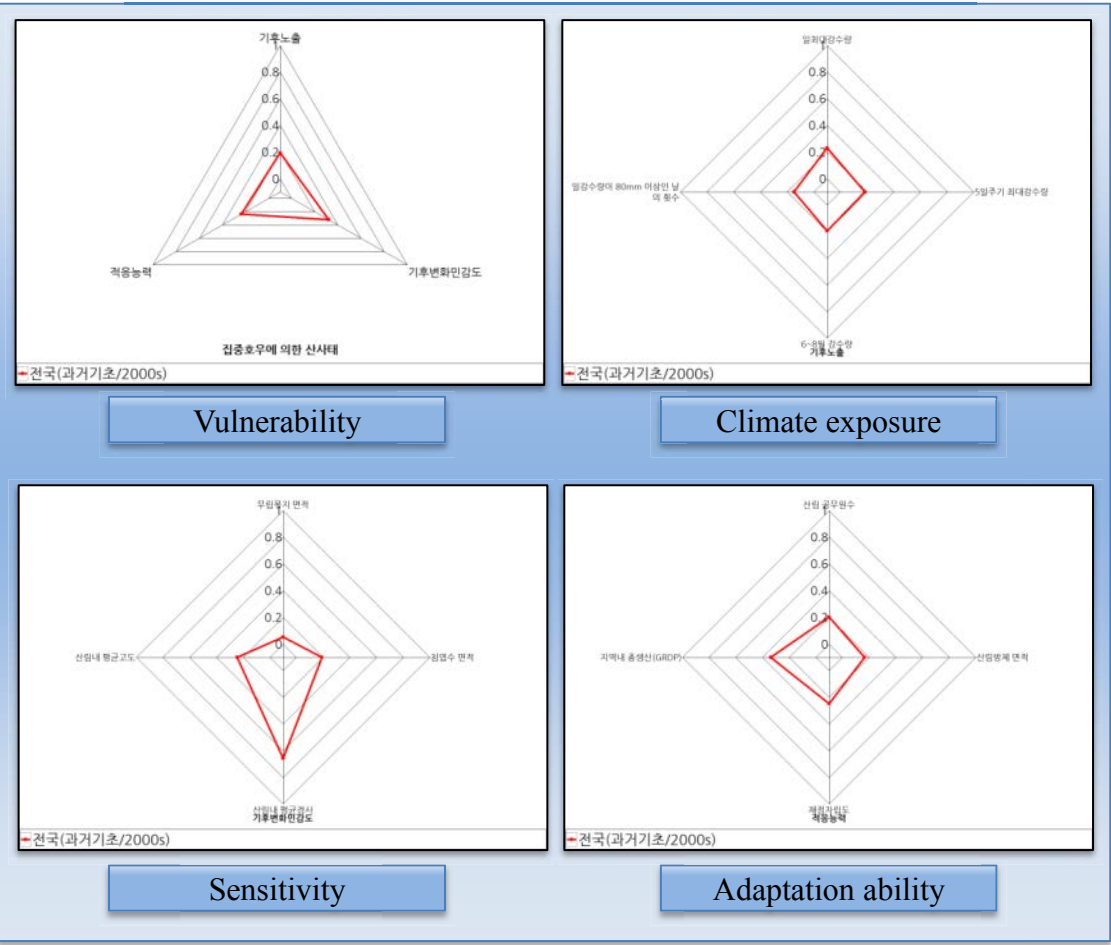 기후노출
1
0.8
0.6
0.4
0.2
0
적응능력
기후변화민감도
집중호우에 의한 산사태
전국(과거기초/2000s)
Vulnerability
일최대강수량
1
0.8
0.6
0.4
0.2
0
일강수량이 80mm 이상인 날
의 횟수
5일주기 최대강수량
6~8월 강수량
기후노출
전국(과거기초/2000s)
Climate exposure
무립목지 면적
1
0.8
0.6
0.4
0.2
0
산림내 평균고도
침엽수 면적
산림내 평균경사
기후변화민감도
전국(과거기초/2000s)
Sensitivity
산림 공무원수
1
0.8
0.6
0.4
0.2
0
지역내 총생산(GRDP)
산림방제 면적
재정자립도
적응능력
전국(과거기초/2000s)
Adaptation ability